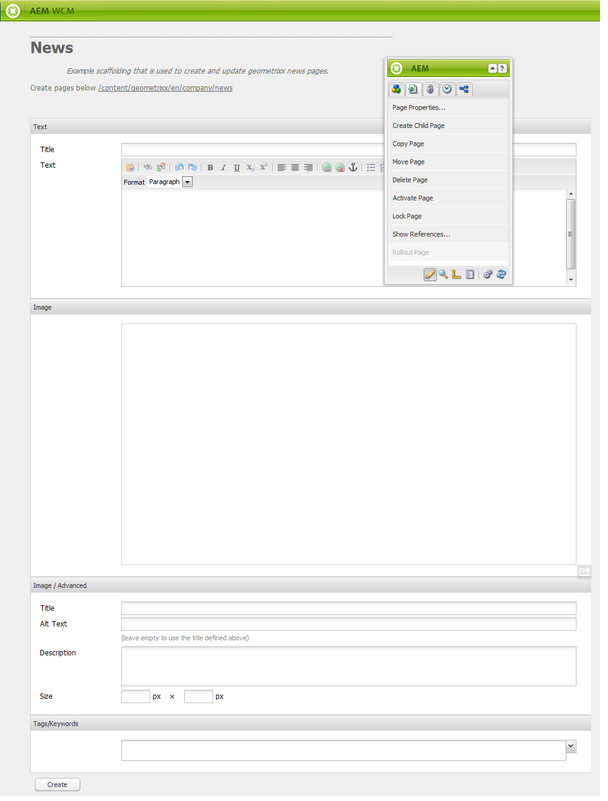 AEM WCM
News
Example scaffolding that is used to create and update geometrixx news pages.
Create pages below /content/geometrixx/en/company/news
AEM
?
Page Properties...
Create Child Page
Copy Page
Move Page
Delete Page
Activate Page
Lock Page
Show References...
Rollout Page
Text
Title
Text
B I U X₂ X²
Format Paragraph
Image
Image / Advanced
Title
Alt Text
(leave empty to use the title defined above)
Description
Size px × px
Tags/Keywords
Create